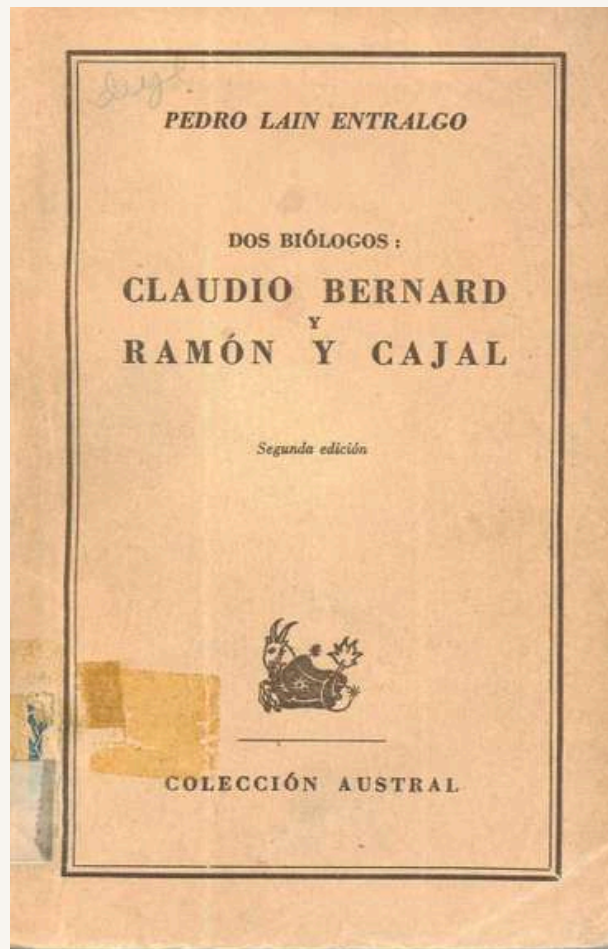 PEDRO LAIN ENTRALGO
DOS BIÓLOGOS:
CLAUDIO BERNARD
Y
RAMÓN Y CAJAL
Segunda edición
COLECCIÓN AUSTRAL